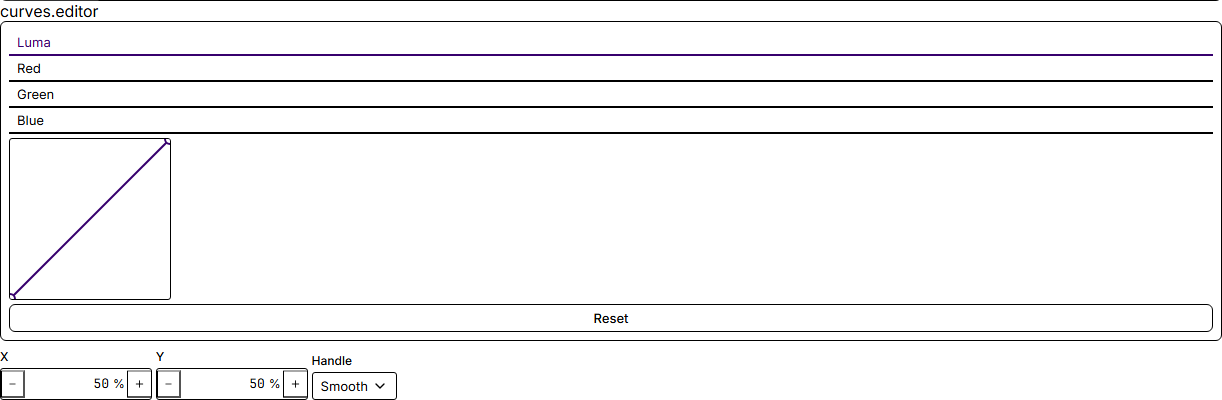 curves.editor
Luma
Red
Green
Blue
Reset
X Y Handle
− 50 % + − 50 % + Smooth